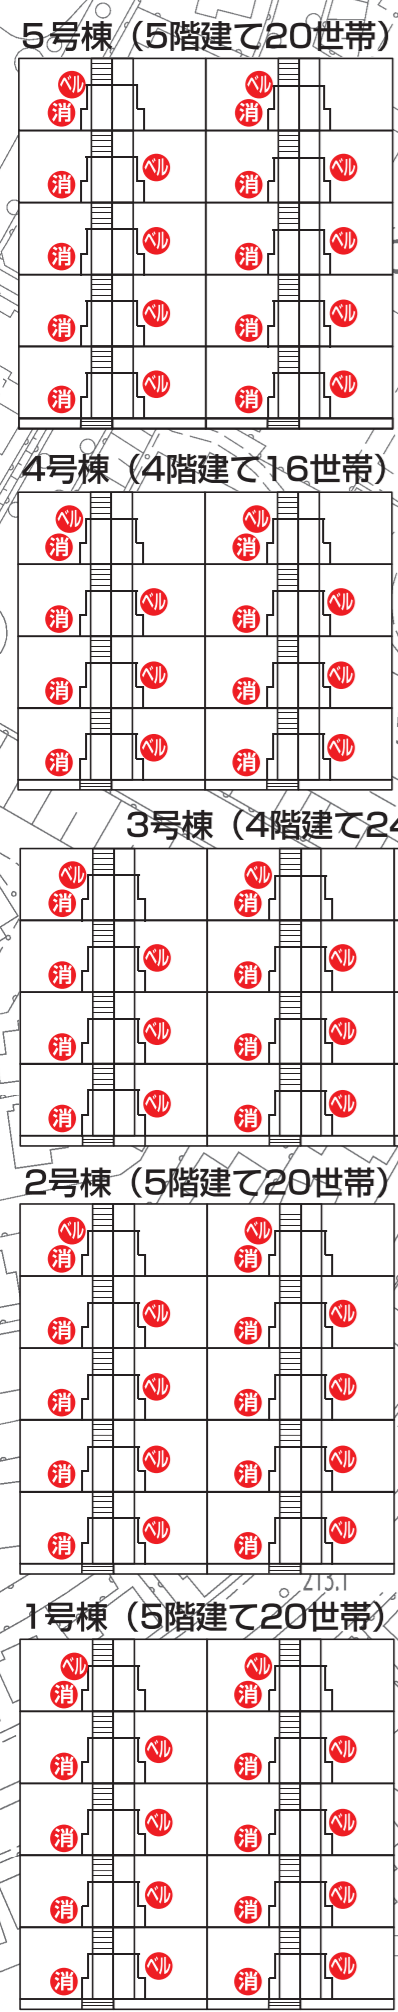 5号棟（5階建て20世帯）
ベル ベル
消 消
ベル ベル
消 消
ベル ベル
消 消
ベル ベル
消 消
ベル ベル
消 消
4号棟（4階建て16世帯）
ベル ベル
消 消
ベル ベル
消 消
ベル ベル
消 消
ベル ベル
消 消
3号棟（4階建て24
ベル ベル
消 消
ベル ベル
消 消
ベル ベル
消 消
ベル ベル
消 消
2号棟（5階建て20世帯）
ベル ベル
消 消
ベル ベル
消 消
ベル ベル
消 消
ベル ベル
消 消
ベル ベル
消 消
213.1
1号棟（5階建て20世帯）
ベル ベル
消 消
ベル ベル
消 消
ベル ベル
消 消
ベル ベル
消 消
ベル ベル
消 消